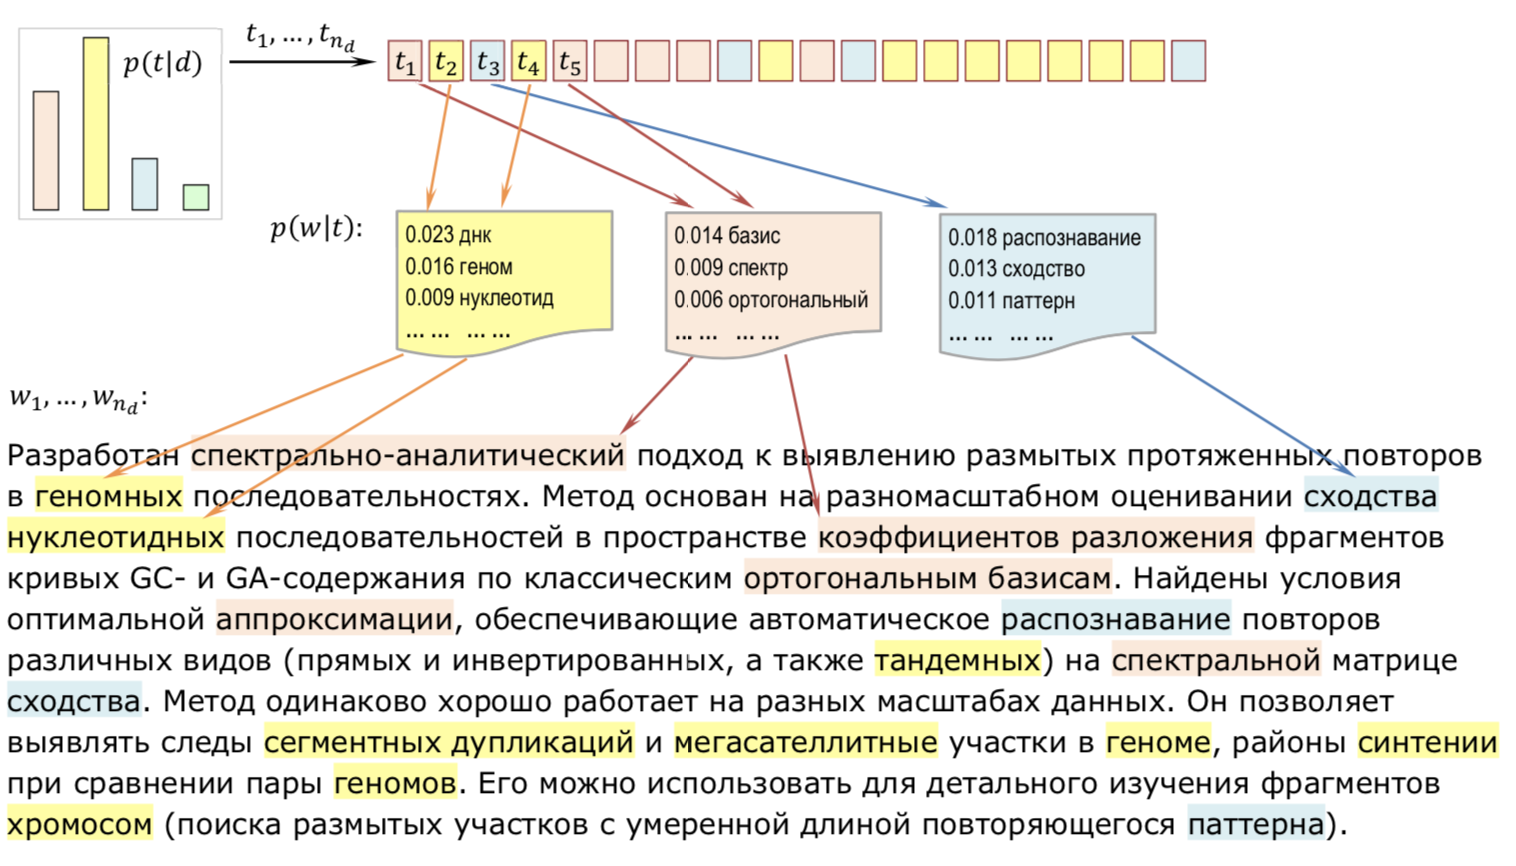 p(t|d)
t₁, ..., tₙ_d
t₁ t₂ t₃ t₄ t₅
p(w|t):
0.023 днк
0.016 геном
0.009 нуклеотид
... ... ... ...
0.014 базис
0.009 спектр
0.006 ортогональный
... ... ... ...
0.018 распознавание
0.013 сходство
0.011 паттерн
... ... ... ...
w₁, ..., wₙ_d:
Разработан спектрально-аналитический подход к выявлению размытых протяженных повторов
в геномных последовательностях. Метод основан на разномасштабном оценивании сходства
нуклеотидных последовательностей в пространстве коэффициентов разложения фрагментов
кривых GC- и GA-содержания по классическим ортогональным базисам. Найдены условия
оптимальной аппроксимации, обеспечивающие автоматическое распознавание повторов
различных видов (прямых и инвертированных, а также тандемных) на спектральной матрице
сходства. Метод одинаково хорошо работает на разных масштабах данных. Он позволяет
выявлять следы сегментных дупликаций и мегасателлитные участки в геноме, районы синтении
при сравнении пары геномов. Его можно использовать для детального изучения фрагментов
хромосом (поиска размытых участков с умеренной длиной повторяющегося паттерна).